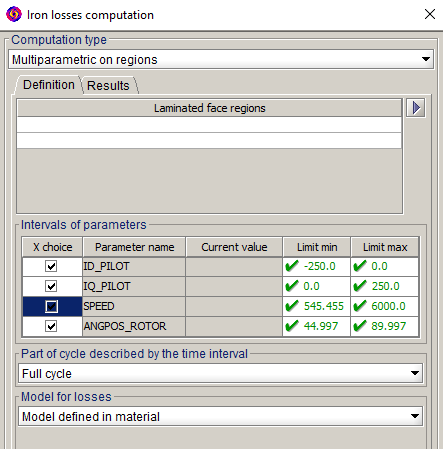 Iron losses computation
Computation type
Multiparametric on regions
Definition Results
Laminated face regions
Intervals of parameters
X choice Parameter name Current value Limit min Limit max
ID_PILOT -250.0 0.0
IQ_PILOT 0.0 250.0
SPEED 545.455 6000.0
ANGPOS_ROTOR 44.997 89.997
Part of cycle described by the time interval
Full cycle
Model for losses
Model defined in material